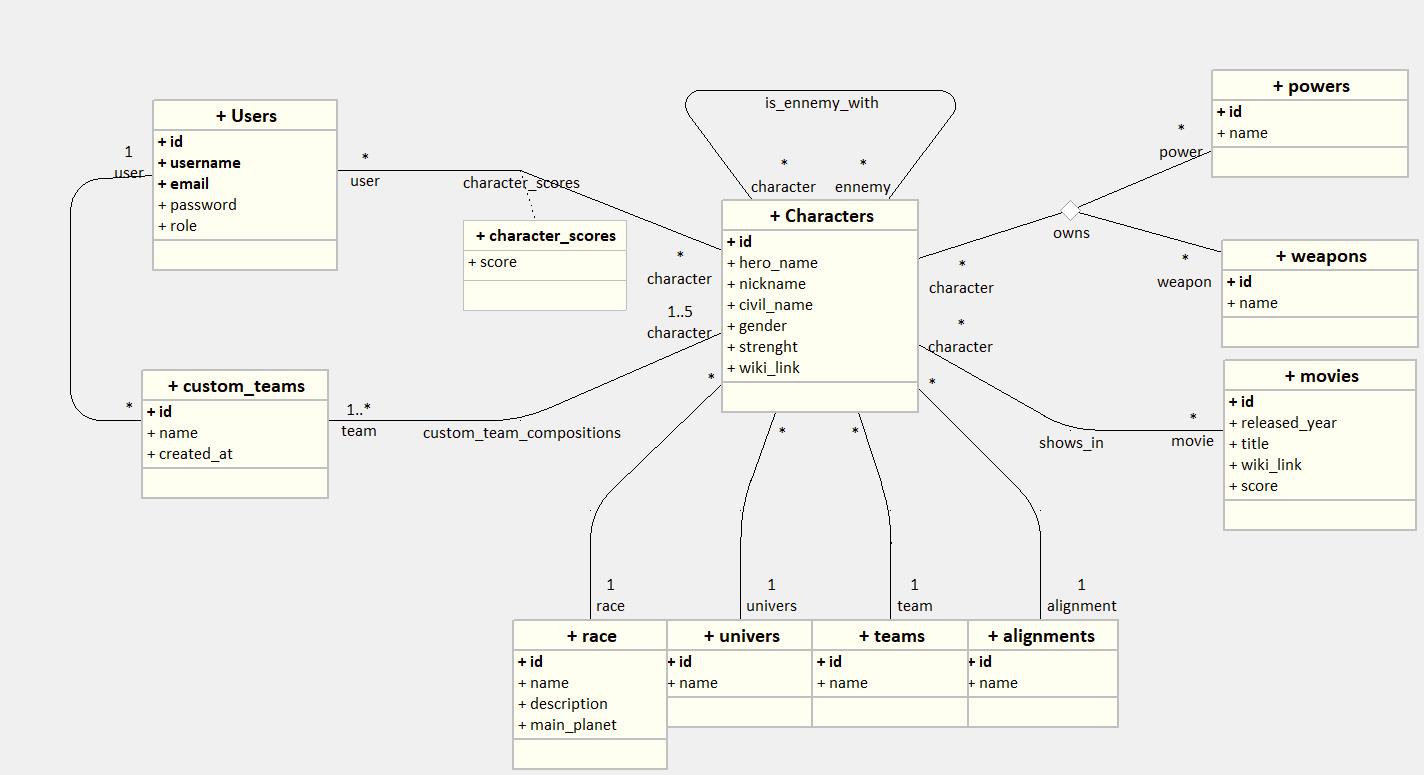 + Users
+ id
+ username
+ email
+ password
+ role
1
user
*
user
character_scores
+ character_scores
+ score
*
character
1..5
character
is_ennemy_with
*
character
*
ennemy
+ Characters
+ id
+ hero_name
+ nickname
+ civil_name
+ gender
+ strenght
+ wiki_link
+ powers
+ id
+ name
*
power
owns
*
character
*
weapon
+ weapons
+ id
+ name
*
character
shows_in
*
movie
+ movies
+ id
+ released_year
+ title
+ wiki_link
+ score
+ custom_teams
+ id
+ name
+ created_at
*
1..*
team
custom_team_compositions
*
*
*
*
1
race
1
univers
1
team
1
alignment
+ race
+ id
+ name
+ description
+ main_planet
+ univers
+ id
+ name
+ teams
+ id
+ name
+ alignments
+ id
+ name